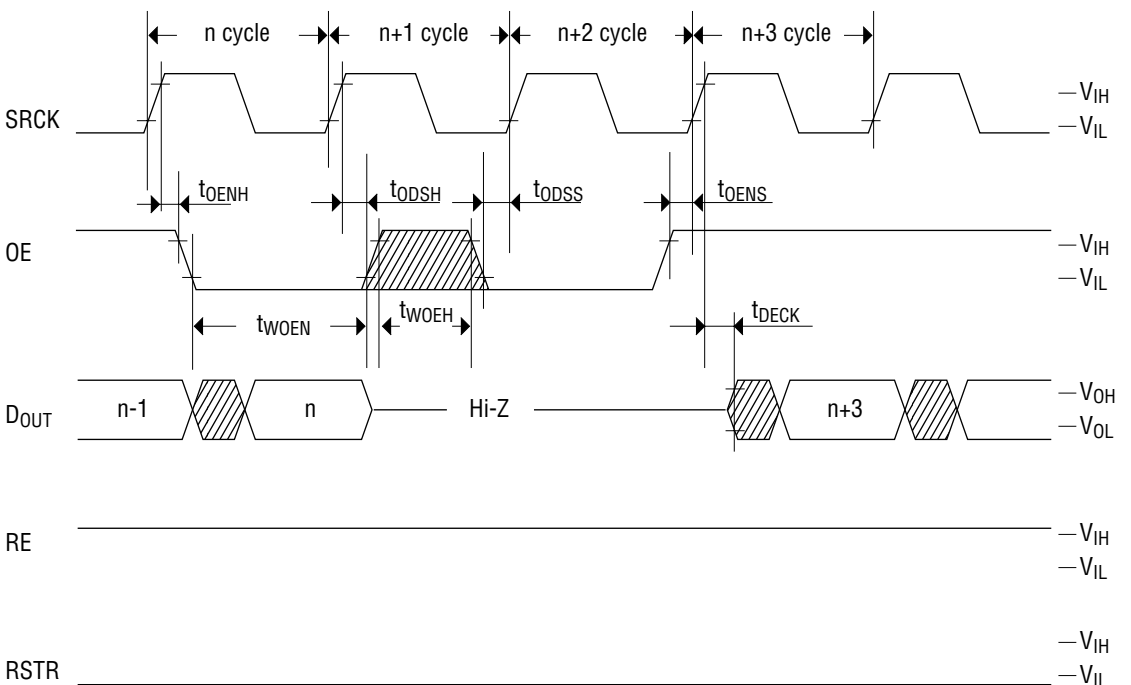 n cycle n+1 cycle n+2 cycle n+3 cycle
SRCK VIH
VIL
tOENH tODSH tODSS tOENS
OE VIH
VIL
tWOEN tWOEH tDECK
DOUT n-1 n Hi-Z n+3 VOH
VOL
RE VIH
VIL
VIH
RSTR VIL